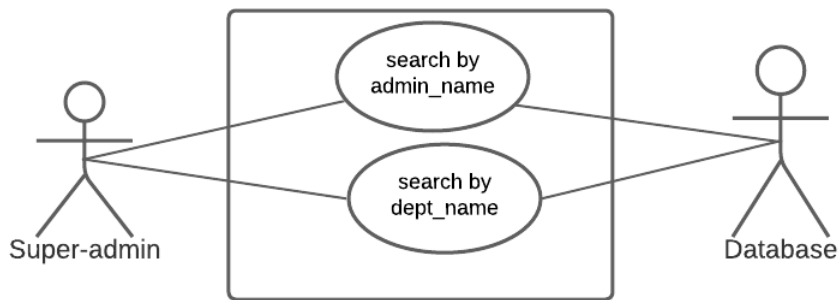 search by
admin_name
search by
dept_name
Super-admin
Database